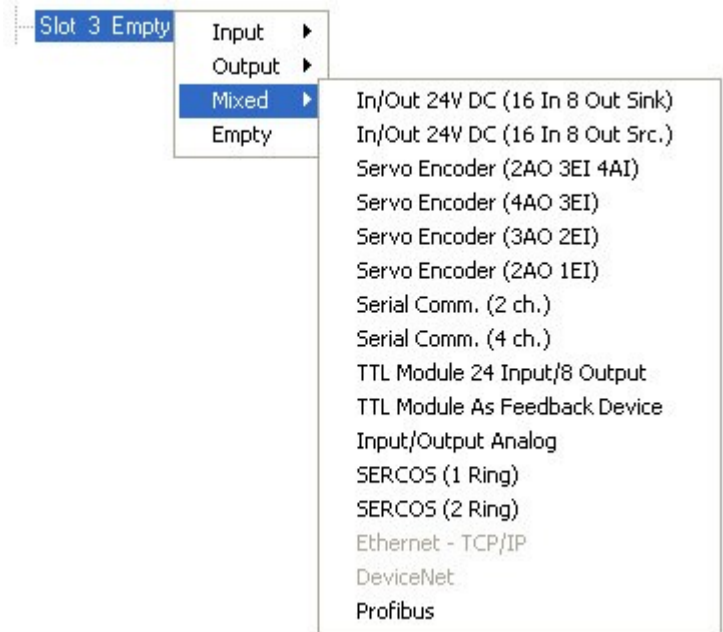 Slot 3 Empty
Input
Output
Mixed
Empty
In/Out 24V DC (16 In 8 Out Sink)
In/Out 24V DC (16 In 8 Out Src.)
Servo Encoder (2AO 3EI 4AI)
Servo Encoder (4AO 3EI)
Servo Encoder (3AO 2EI)
Servo Encoder (2AO 1EI)
Serial Comm. (2 ch.)
Serial Comm. (4 ch.)
TTL Module 24 Input/8 Output
TTL Module As Feedback Device
Input/Output Analog
SERCOS (1 Ring)
SERCOS (2 Ring)
Ethernet - TCP/IP
DeviceNet
Profibus